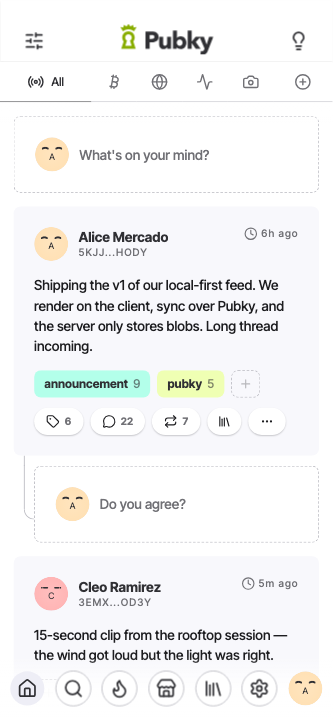 Pubky
All
A
What's on your mind?
A
Alice Mercado
6h ago
5KJJ...HODY
Shipping the v1 of our local-first feed. We
render on the client, sync over Pubky, and
the server only stores blobs. Long thread
incoming.
announcement 9
pubky 5
+
6
22
7
A
Do you agree?
C
Cleo Ramirez
5m ago
3EMX...OD3Y
15-second clip from the rooftop session —
the wind got loud but the light was right.
A